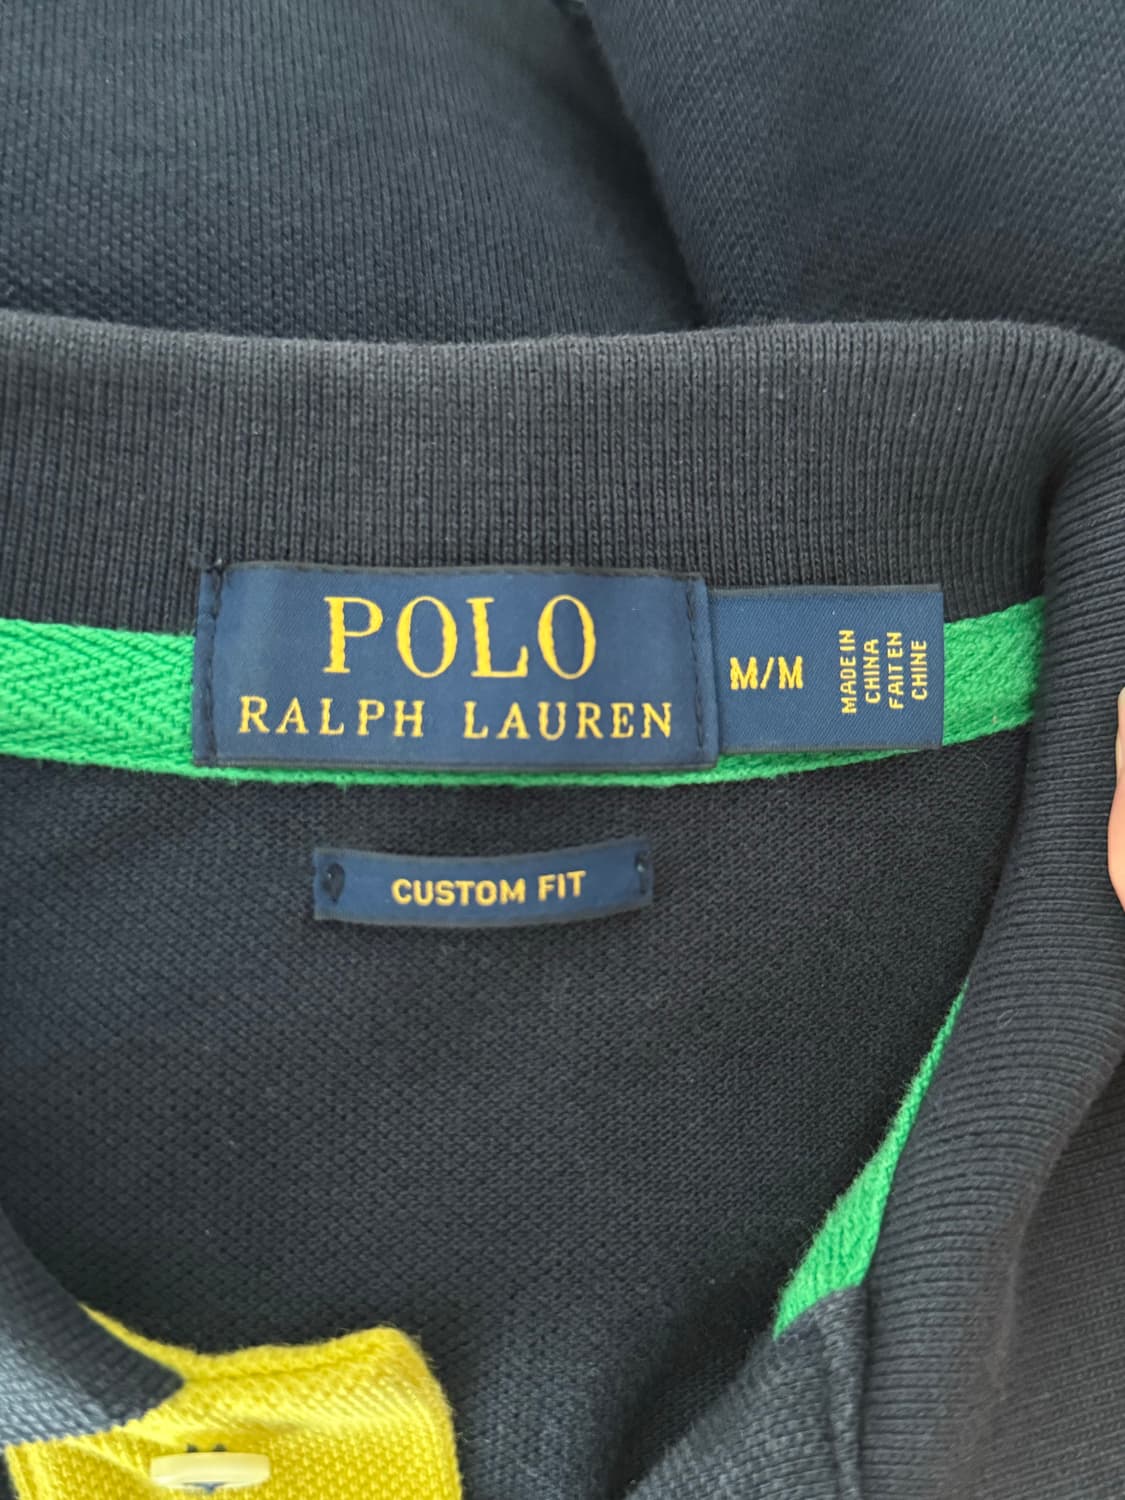 POLO
RALPH LAUREN
M/M
MADE IN
CHINA
FAIT EN
CHINE
CUSTOM FIT